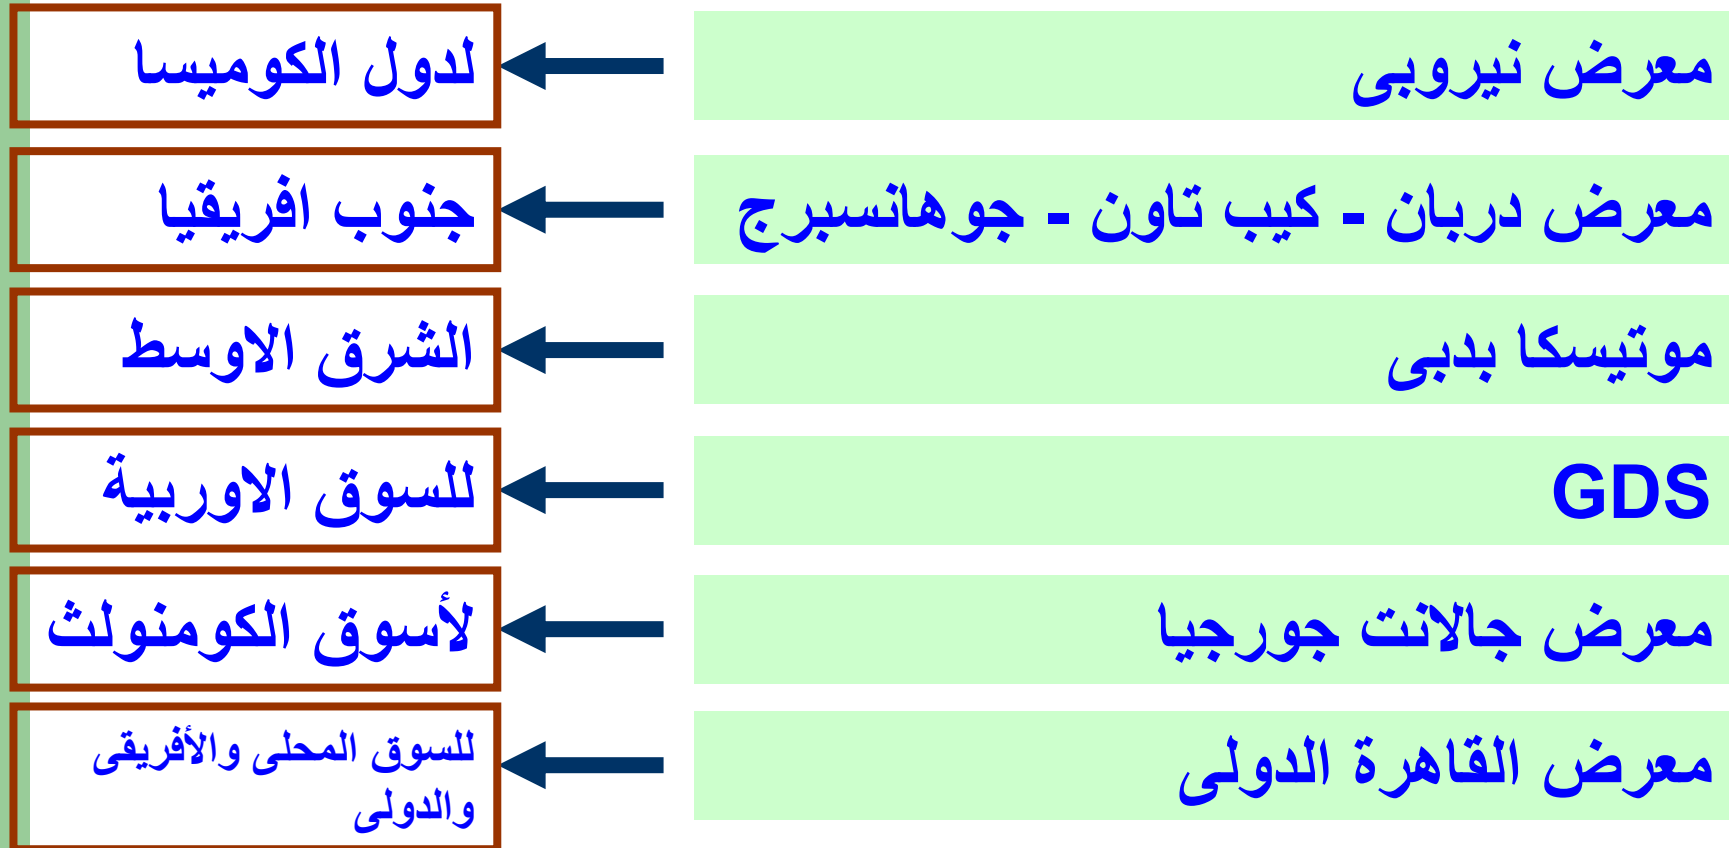 معرض نيروبى
لدول الكوميسا
معرض دربان - كيب تاون - جوهانسبرج
جنوب افريقيا
موتيسكا بدبى
الشرق الاوسط
GDS
للسوق الاوربية
معرض جالانت جورجيا
لأسوق الكومنولث
معرض القاهرة الدولى
للسوق المحلى والأفريقى
والدولى